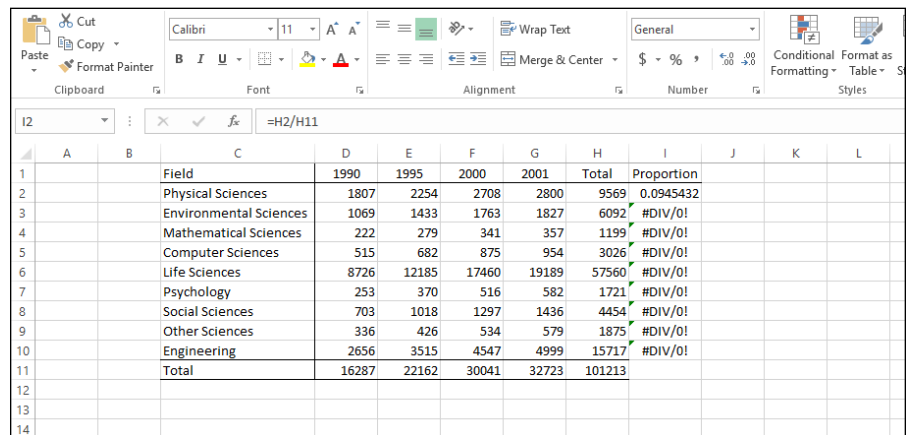 Cut
Copy
Paste
Format Painter
Clipboard
Calibri 11 A A
B I U A
Font
Wrap Text
Merge & Center
Alignment
General
$ % , .0 .00 .00 .0
Number
Conditional Formatting
Format as Table
Styles
I2 fx =H2/H11
A B C D E F G H I J K L
1 Field 1990 1995 2000 2001 Total Proportion
2 Physical Sciences 1807 2254 2708 2800 9569 0.0945432
3 Environmental Sciences 1069 1433 1763 1827 6092 #DIV/0!
4 Mathematical Sciences 222 279 341 357 1199 #DIV/0!
5 Computer Sciences 515 682 875 954 3026 #DIV/0!
6 Life Sciences 8726 12185 17460 19189 57560 #DIV/0!
7 Psychology 253 370 516 582 1721 #DIV/0!
8 Social Sciences 703 1018 1297 1436 4454 #DIV/0!
9 Other Sciences 336 426 534 579 1875 #DIV/0!
10 Engineering 2656 3515 4547 4999 15717 #DIV/0!
11 Total 16287 22162 30041 32723 101213
12
13
14